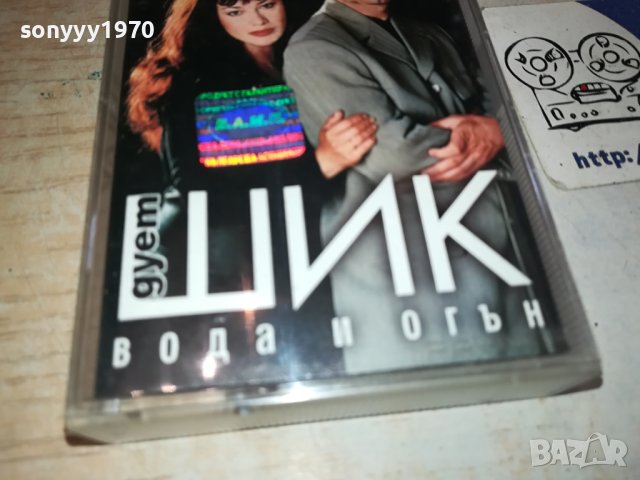 sonyyy1970
дует
ШИК
вода и огън
http:/
BAZAR